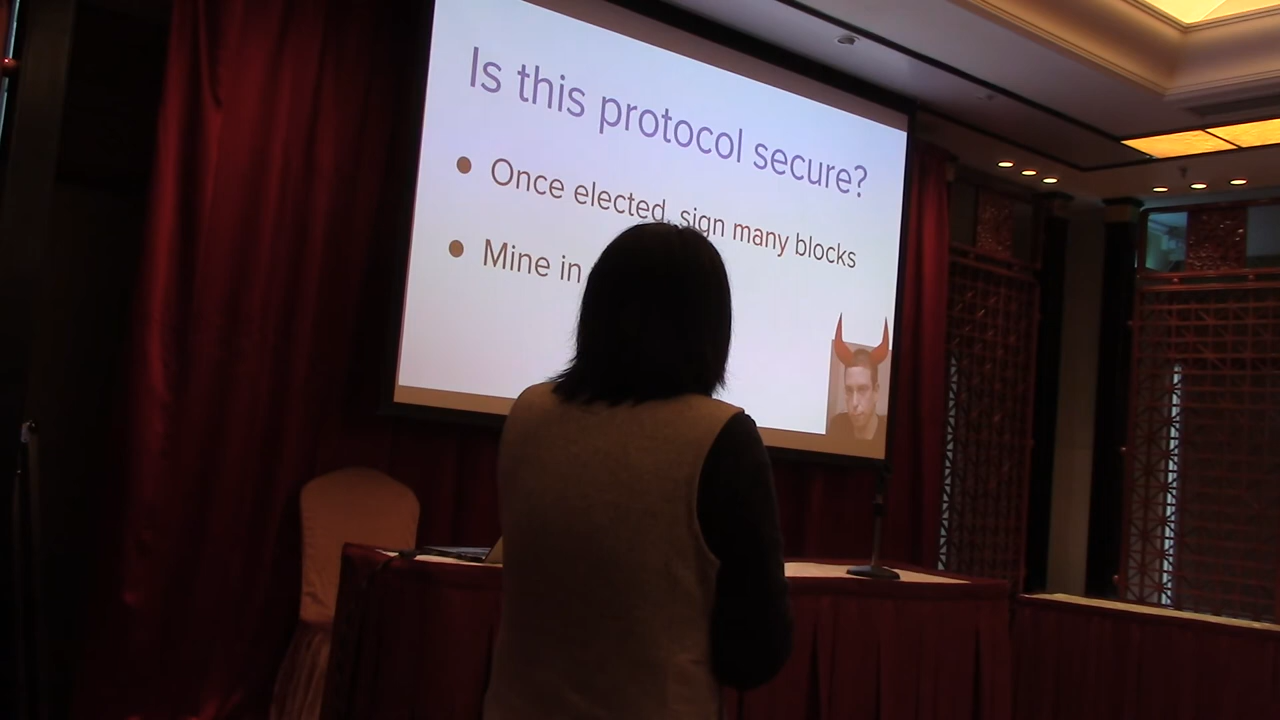 Is this protocol secure?
• Once elected, sign many blocks
• Mine in